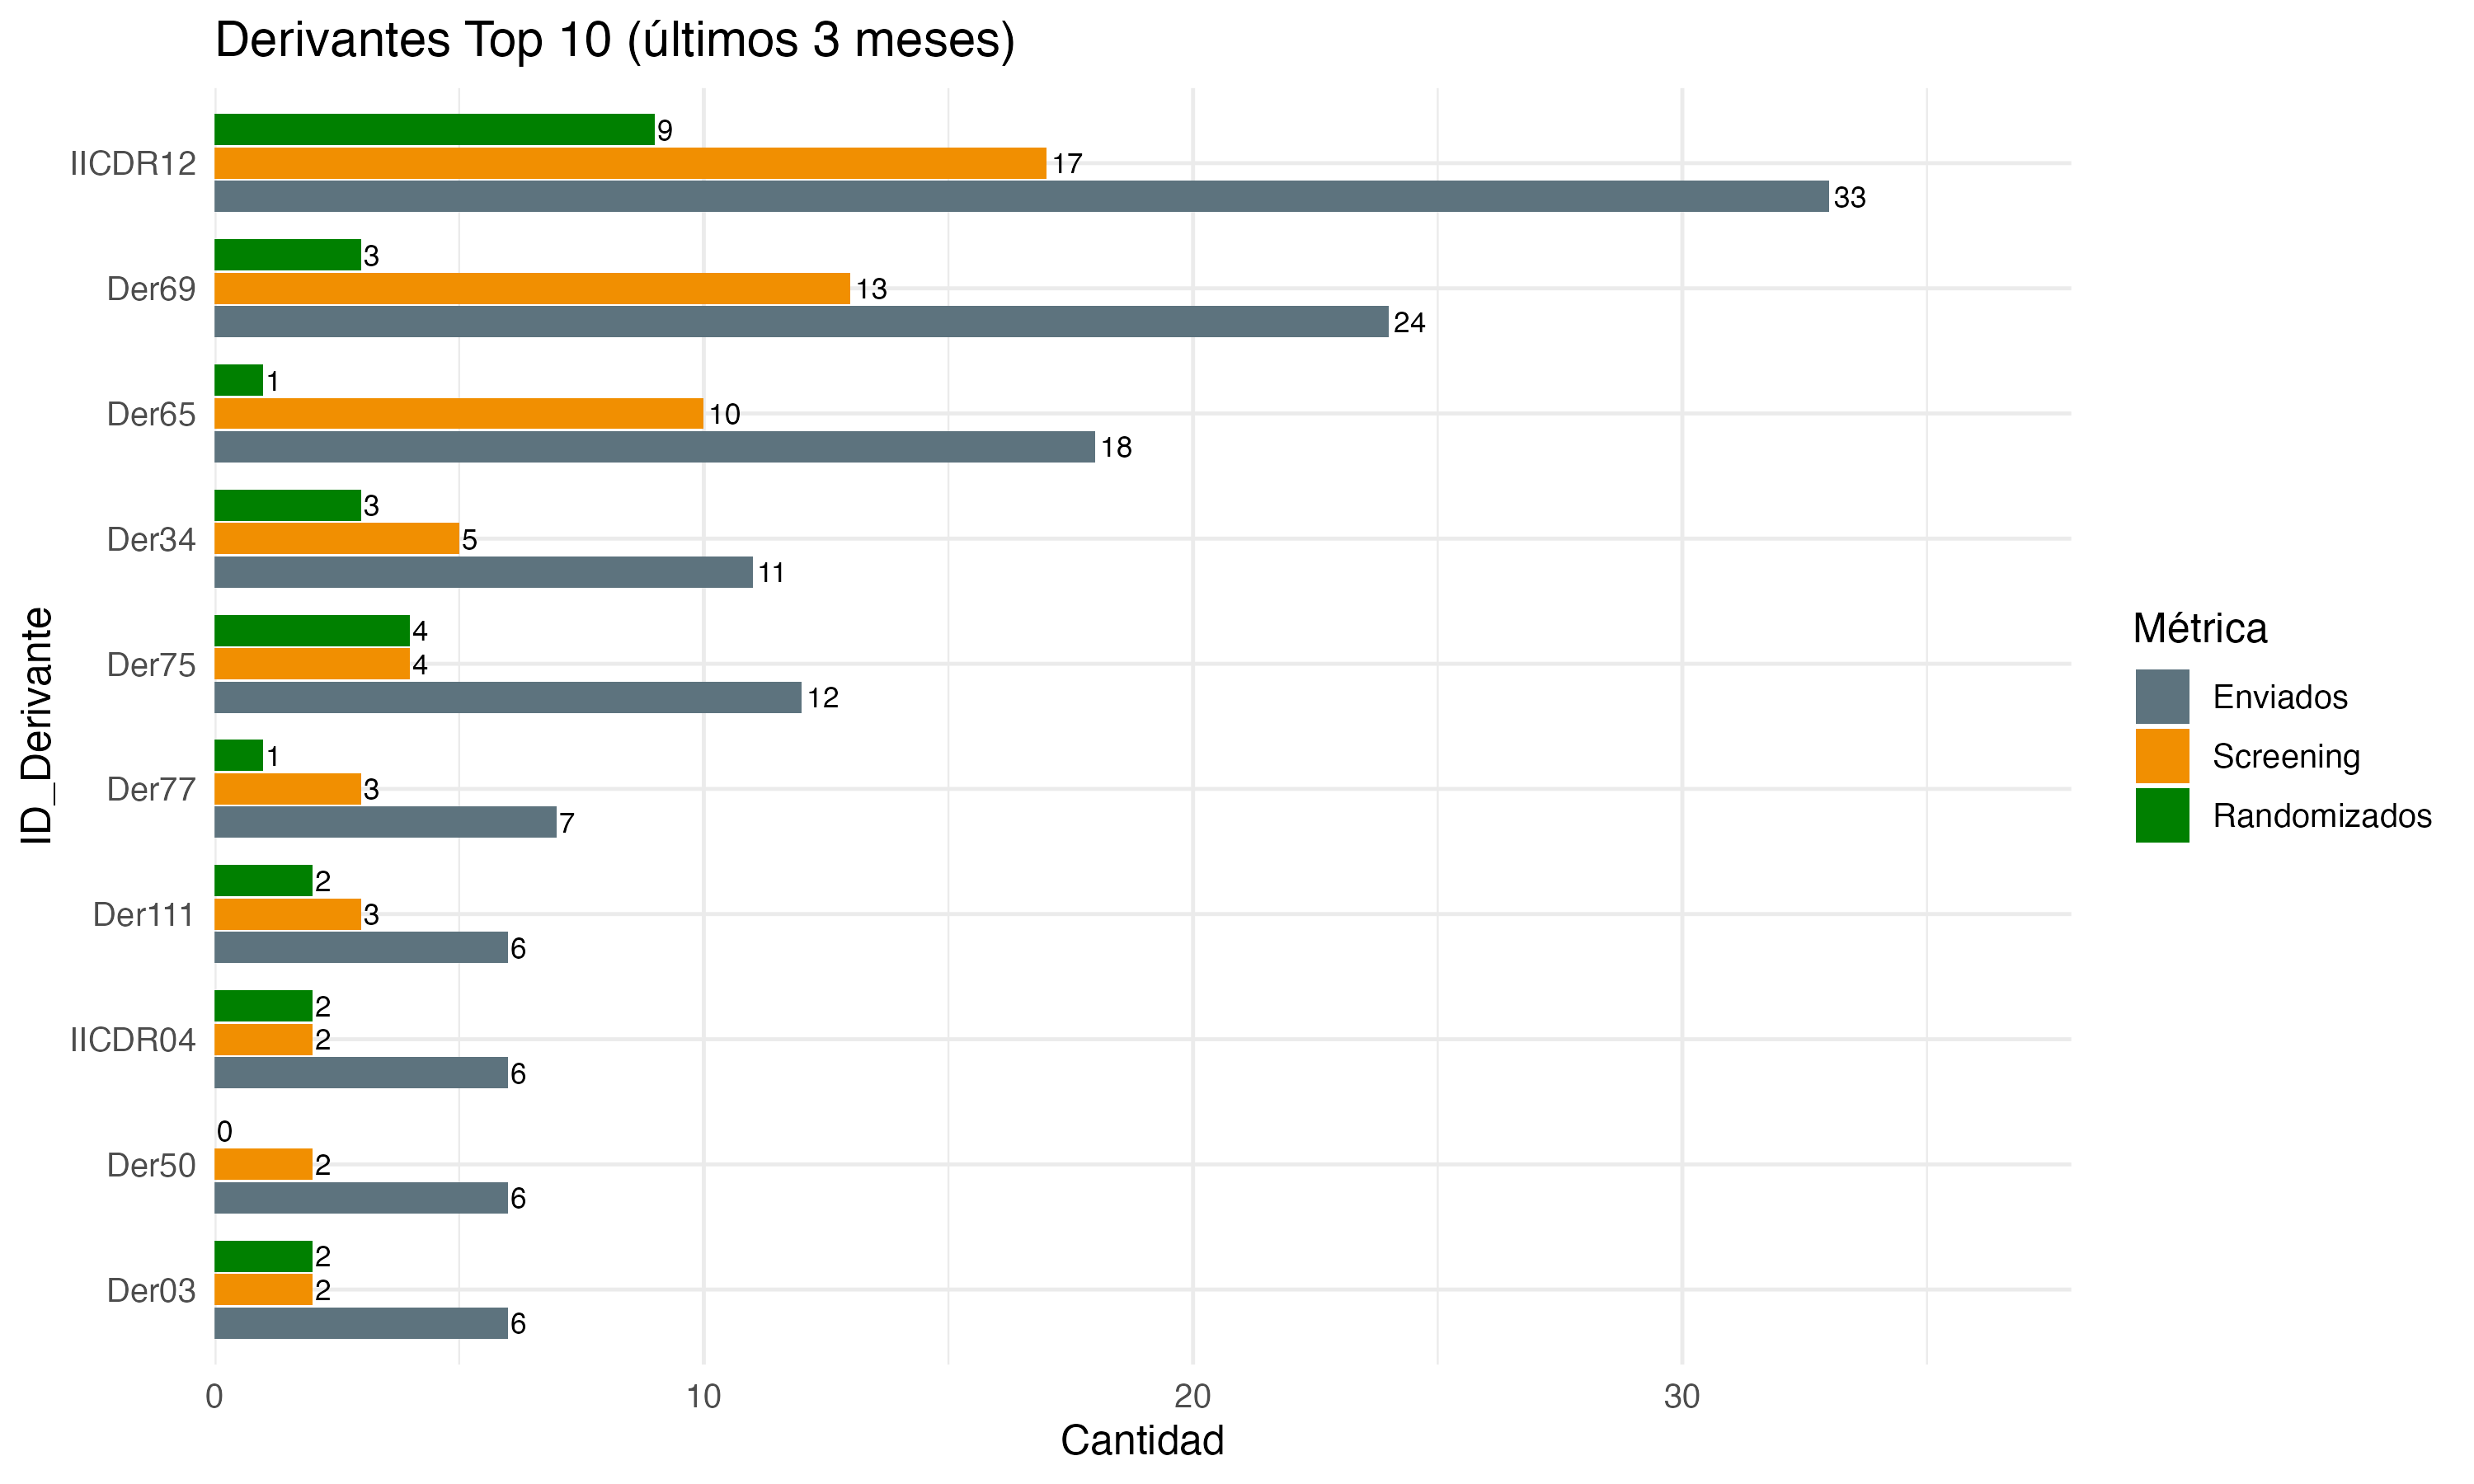 Derivantes Top 10 (últimos 3 meses)
IICDR12
9
17
33
Der69
3
13
24
Der65
1
10
18
Der34
3
5
11
Der75
4
4
12
Der77
1
3
7
Der111
2
3
6
IICDR04
2
2
6
Der50
0
2
6
Der03
2
2
6
0 10 20 30
Cantidad
ID_Derivante
Métrica
Enviados
Screening
Randomizados